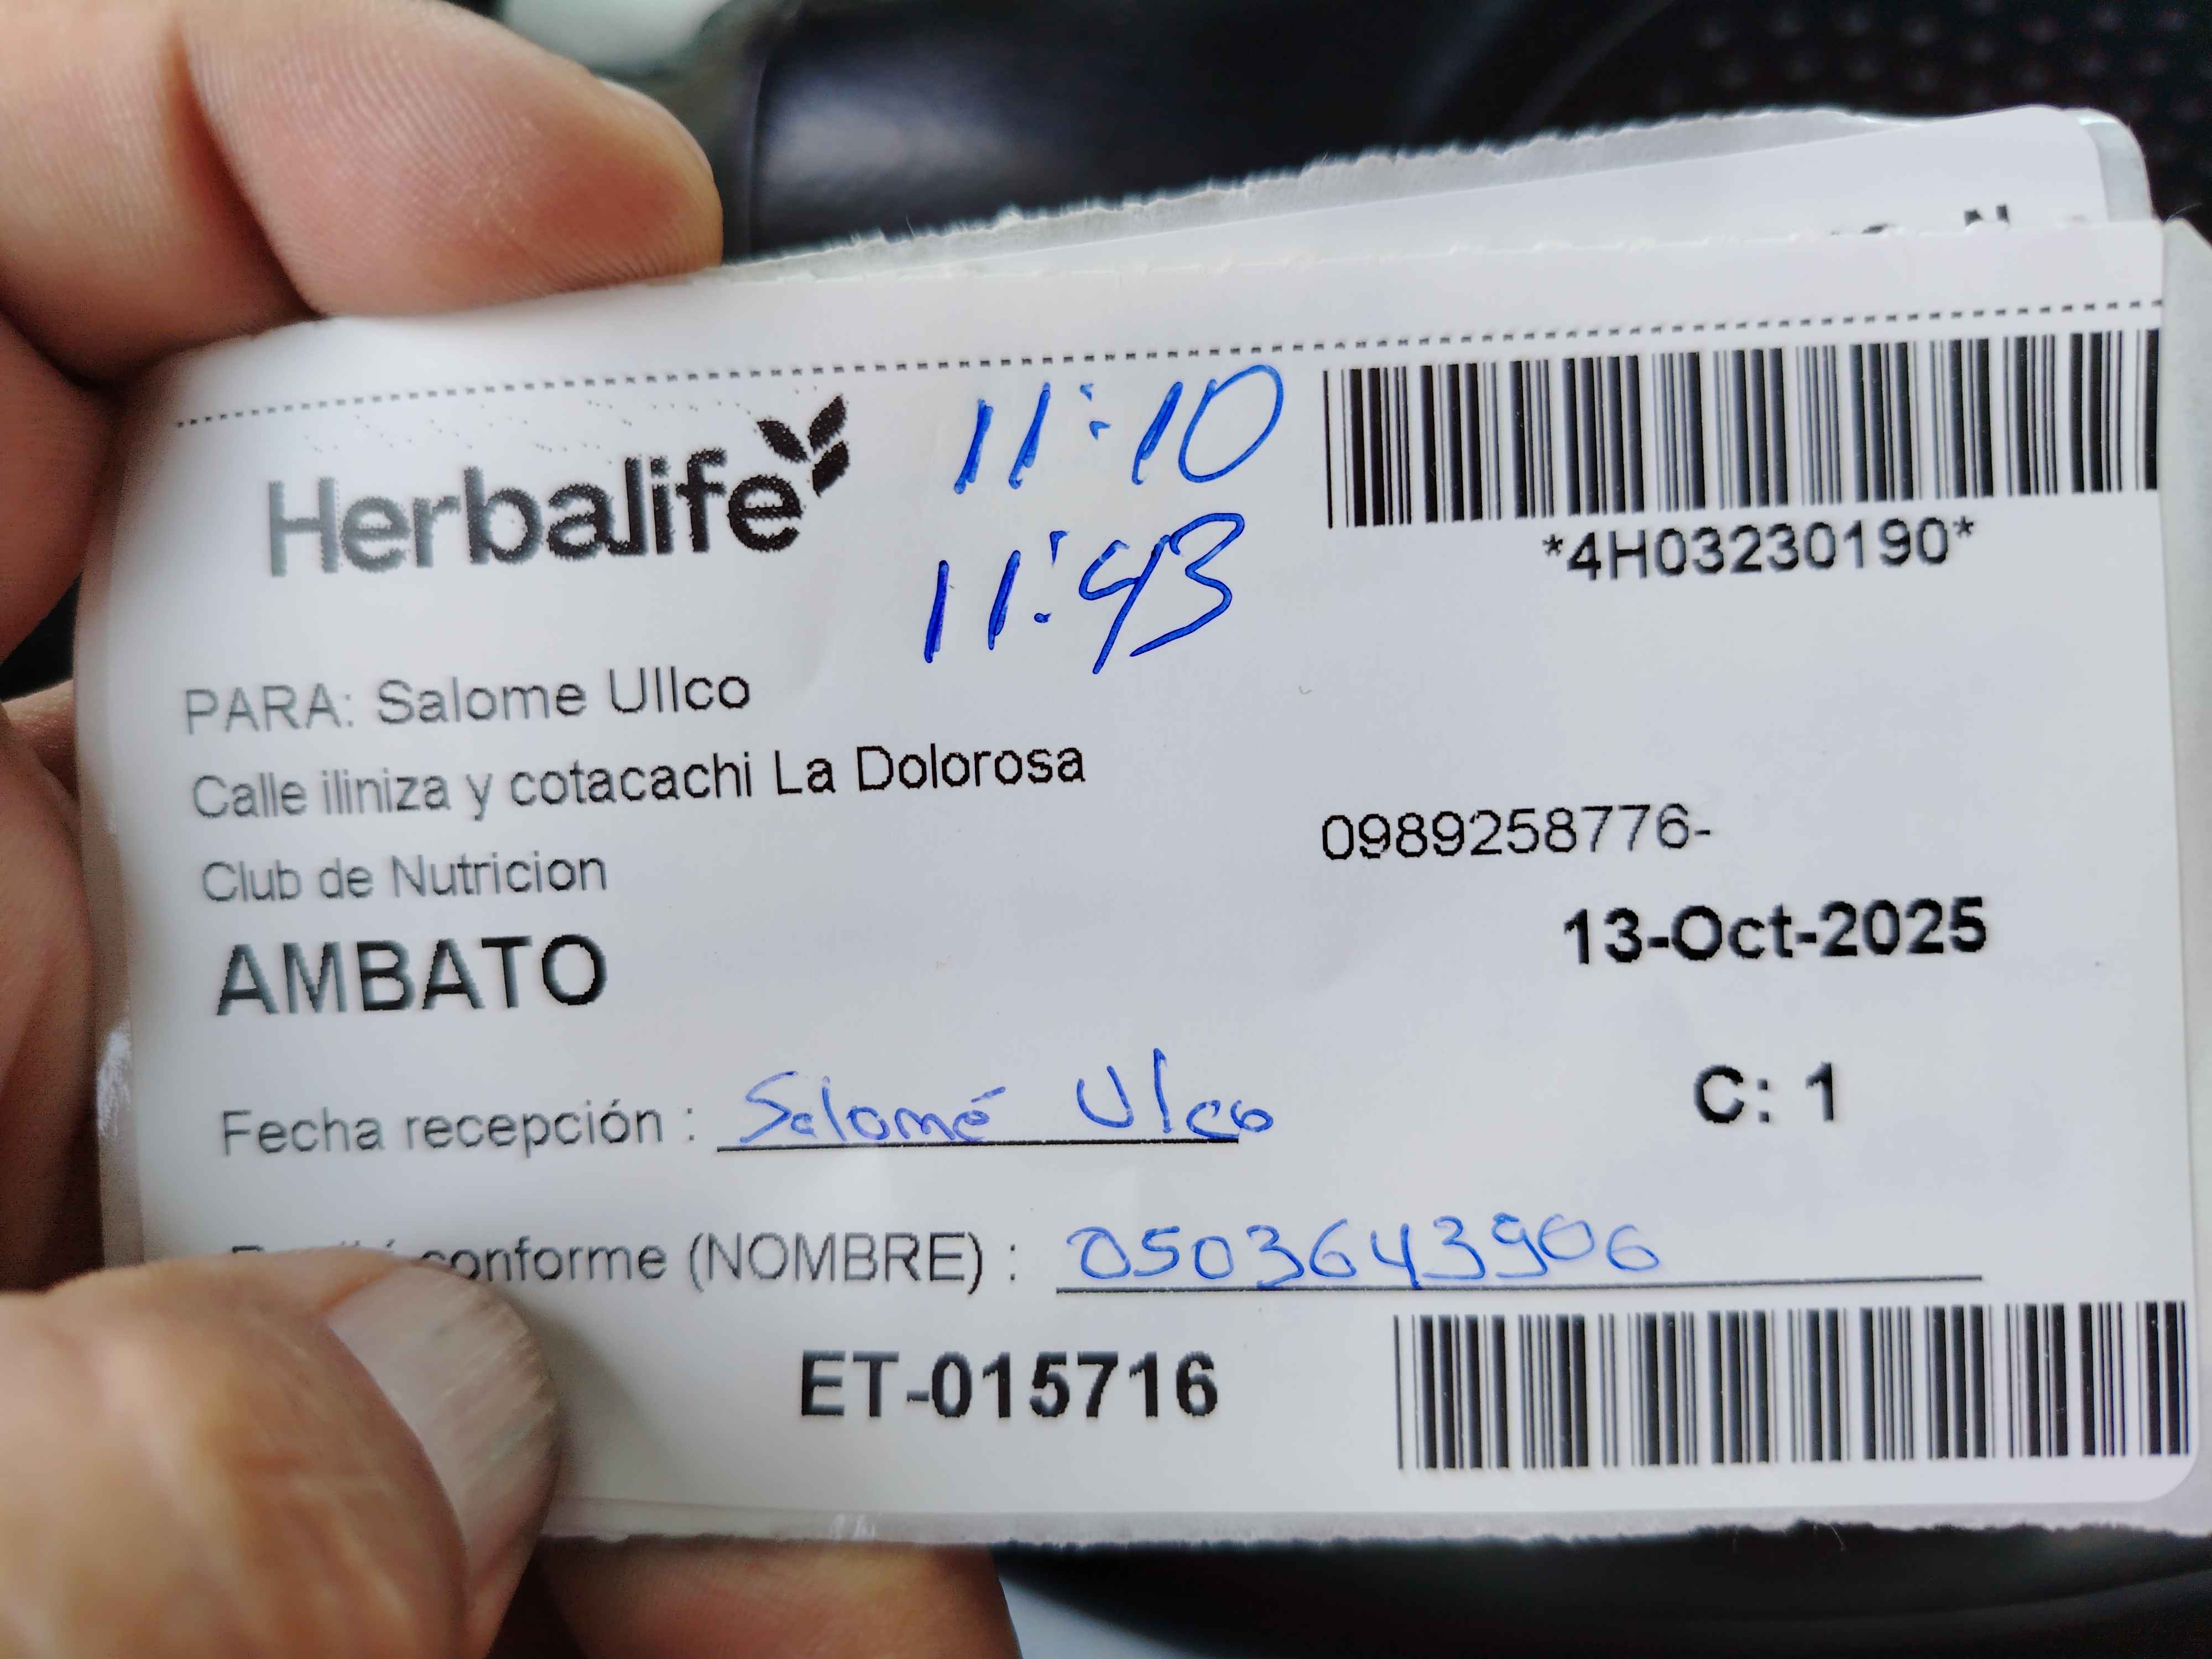 Herbalife
11:10
11:43
*4H03230190*
PARA: Salome Ullco
Calle iliniza y cotacachi La Dolorosa
0989258776-
Club de Nutricion
13-Oct-2025
AMBATO
Fecha recepción : Salomé Ulco
C: 1
conforme (NOMBRE) : 0503643906
ET-015716